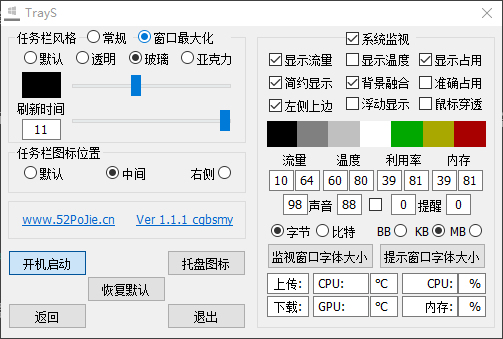 TrayS
任务栏风格 常规 窗口最大化
默认 透明 玻璃 亚克力
刷新时间
11
任务栏图标位置
默认 中间 右侧
www.52PoJie.cn Ver 1.1.1 cgbsmy
开机启动 托盘图标
恢复默认
返回 退出
系统监视
显示流量 显示温度 显示占用
简约显示 背景融合 准确占用
左侧上边 浮动显示 鼠标穿透
流量 温度 利用率 内存
10 64 60 80 39 81 39 81
98 声音 88 0 提醒 0
字节 比特 BB KB MB
监视窗口字体大小 提示窗口字体大小
上传: CPU: ℃ CPU: %
下载: GPU: ℃ 内存: %